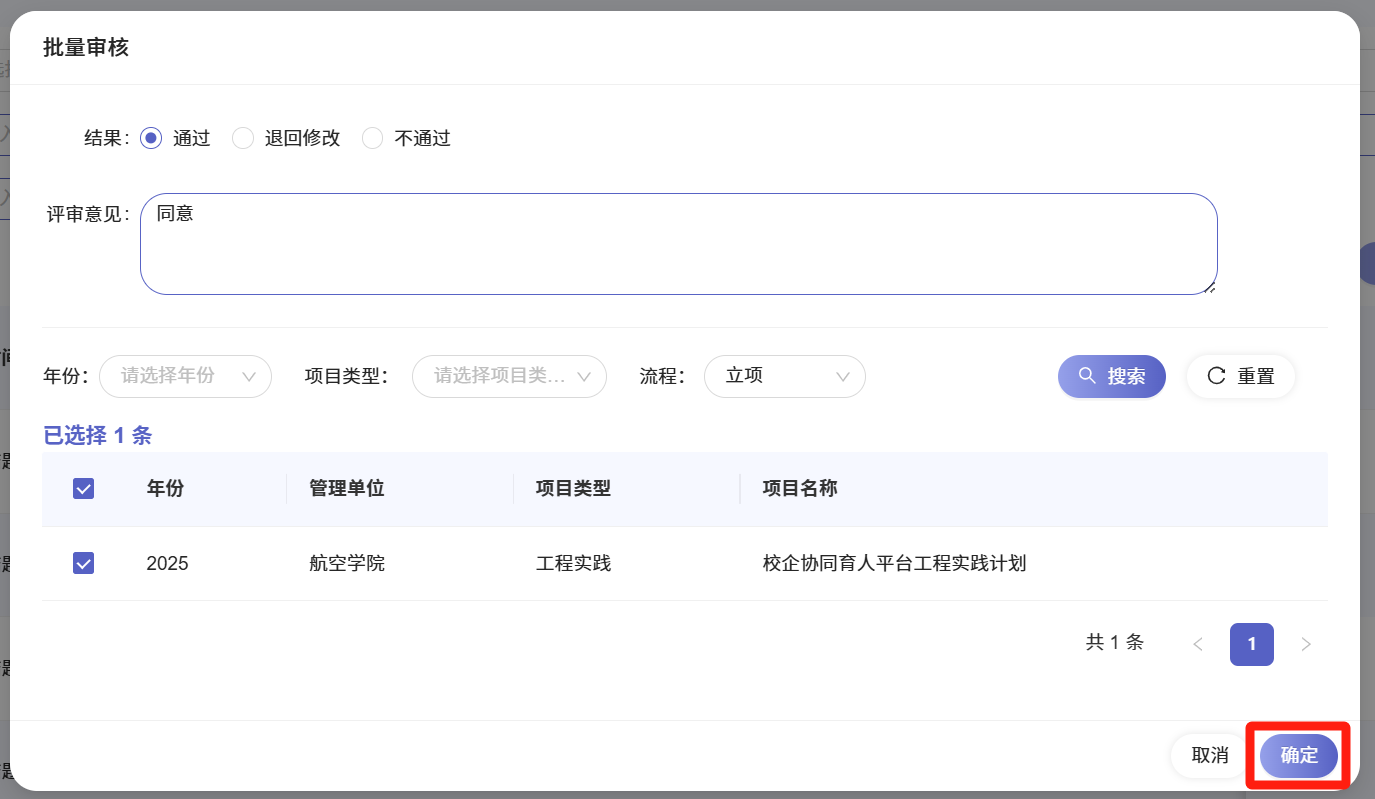 批量审核
结果： 通过 退回修改 不通过
评审意见： 同意
年份： 请选择年份 项目类型： 请选择项目类... 流程： 立项 搜索 重置
已选择 1 条
年份 管理单位 项目类型 项目名称
2025 航空学院 工程实践 校企协同育人平台工程实践计划
共 1 条 < 1 >
取消 确定